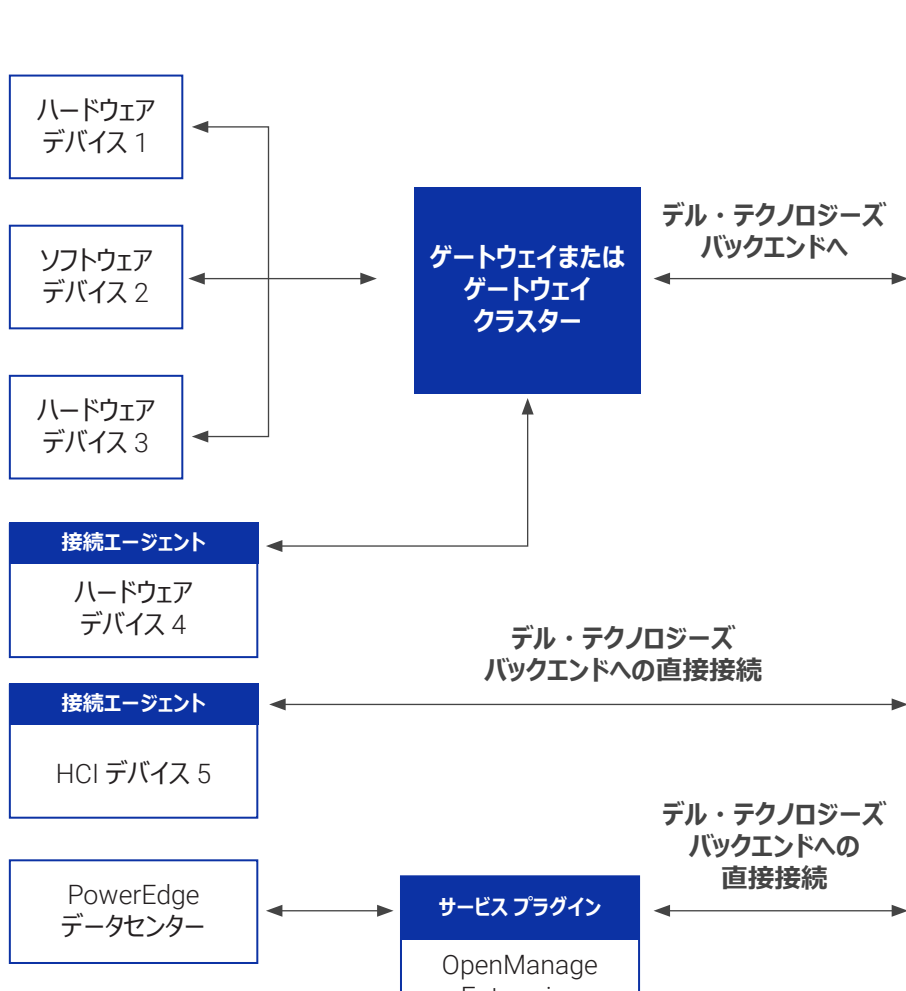 ハードウェア
デバイス 1
ソフトウェア
デバイス 2
ハードウェア
デバイス 3
ゲートウェイまたは
ゲートウェイ
クラスター
デル・テクノロジーズ
バックエンドへ
接続エージェント
ハードウェア
デバイス 4
デル・テクノロジーズ
バックエンドへの直接接続
接続エージェント
HCI デバイス 5
デル・テクノロジーズ
バックエンドへの
直接接続
PowerEdge
データセンター
サービス プラグイン
OpenManage